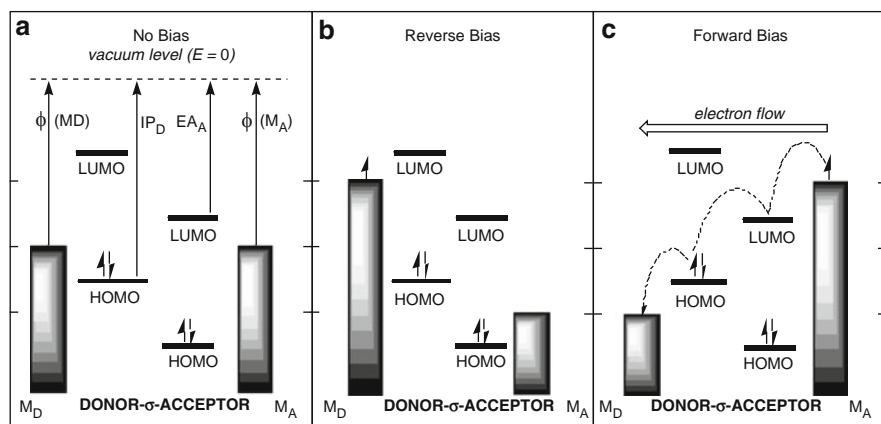 a
No Bias
vacuum level (E = 0)
ϕ (MD)
IP_D
EA_A
ϕ (M_A)
LUMO
LUMO
HOMO
HOMO
M_D
DONOR-σ-ACCEPTOR
M_A
b
Reverse Bias
LUMO
LUMO
HOMO
HOMO
M_D
DONOR-σ-ACCEPTOR
M_A
c
Forward Bias
electron flow
LUMO
LUMO
HOMO
HOMO
M_D
DONOR-σ-ACCEPTOR
M_A